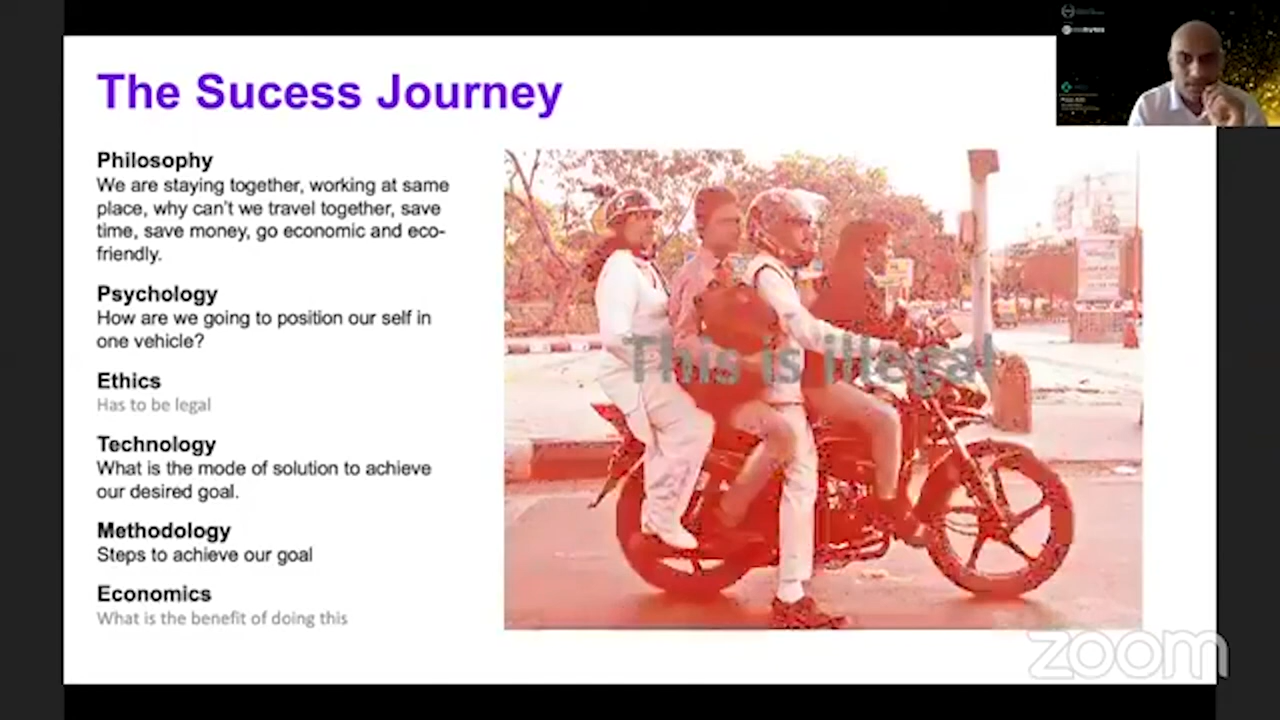 The Sucess Journey
Philosophy
We are staying together, working at same
place, why can't we travel together, save
time, save money, go economic and eco-
friendly.
Psychology
How are we going to position our self in
one vehicle?
Ethics
Has to be legal
Technology
What is the mode of solution to achieve
our desired goal.
Methodology
Steps to achieve our goal
Economics
What is the benefit of doing this
This is illegal
zoom